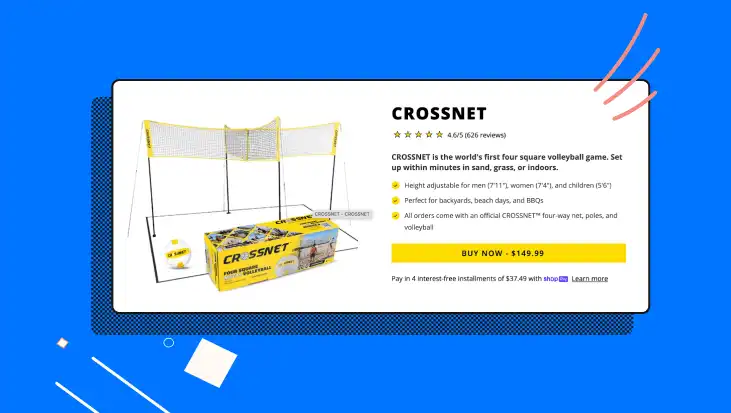 CROSSNET
4.6/5 (626 reviews)
CROSSNET is the world's first four square volleyball game. Set
up within minutes in sand, grass, or indoors.
Height adjustable for men (7'11"), women (7'4"), and children (5'6")
Perfect for backyards, beach days, and BBQs
All orders come with an official CROSSNET™ four-way net, poles, and
volleyball
BUY NOW - $149.99
Pay in 4 interest-free installments of $37.49 with shop Pay Learn more
CROSSNET - CROSSNET
CROSSNET
CROSSNET
FOUR SQUARE
VOLLEYBALL